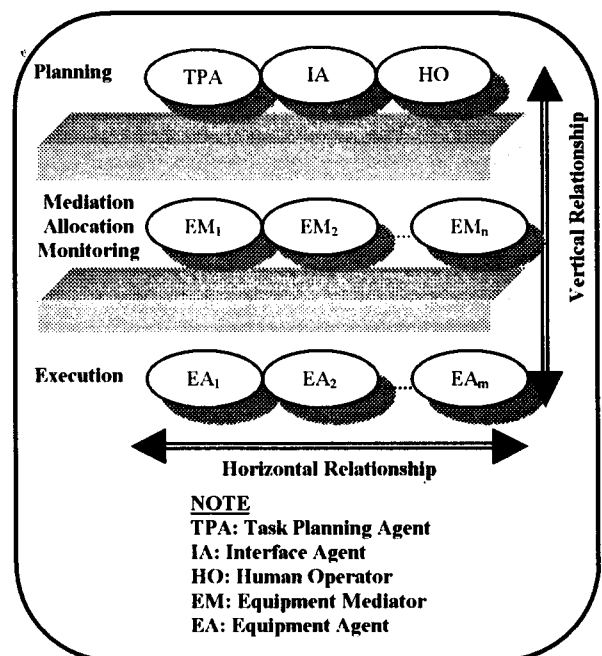 Planning
TPA IA HO
Mediation
Allocation
Monitoring
EM₁ EM₂ .... EMₙ
Execution
EA₁ EA₂ .... EAₘ
Vertical Relationship
Horizontal Relationship
NOTE
TPA: Task Planning Agent
IA: Interface Agent
HO: Human Operator
EM: Equipment Mediator
EA: Equipment Agent